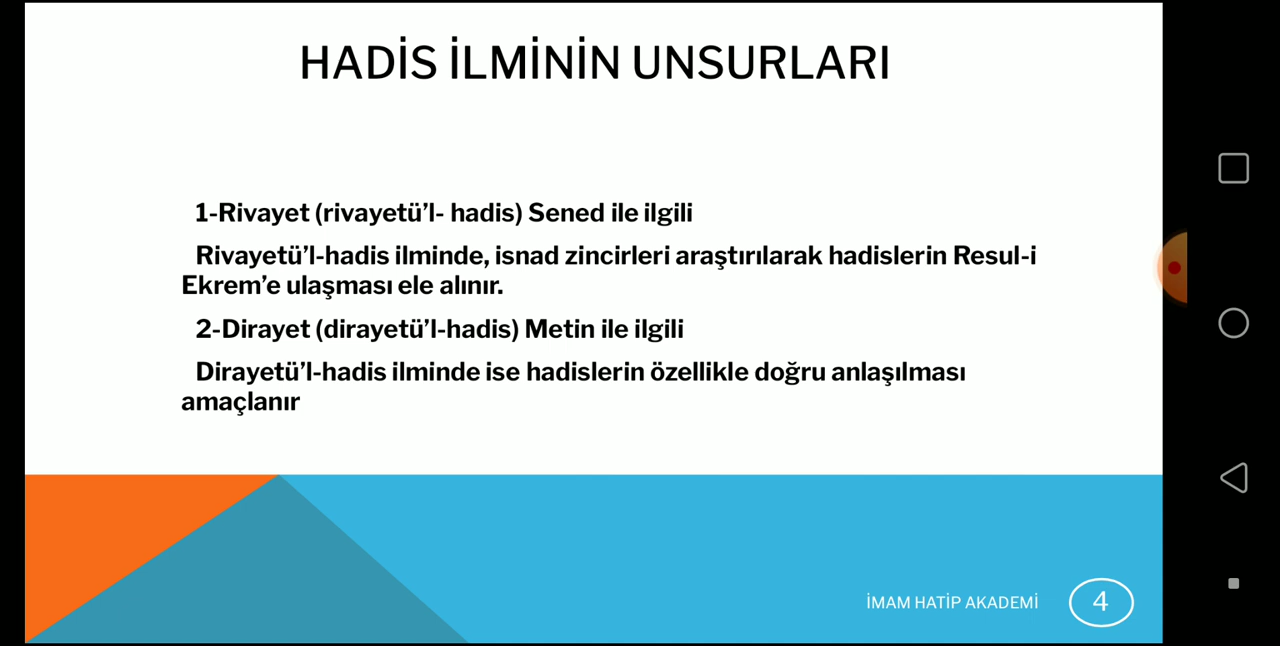 HADİS İLMİNİN UNSURLARI
1-Rivayet (rivayetü’l- hadis) Sened ile ilgili
Rivayetü’l-hadis ilminde, isnad zincirleri araştırılarak hadislerin Resul-i
Ekrem’e ulaşması ele alınır.
2-Dirayet (dirayetü’l-hadis) Metin ile ilgili
Dirayetü’l-hadis ilminde ise hadislerin özellikle doğru anlaşılması
amaçlanır
İMAM HATİP AKADEMİ
4